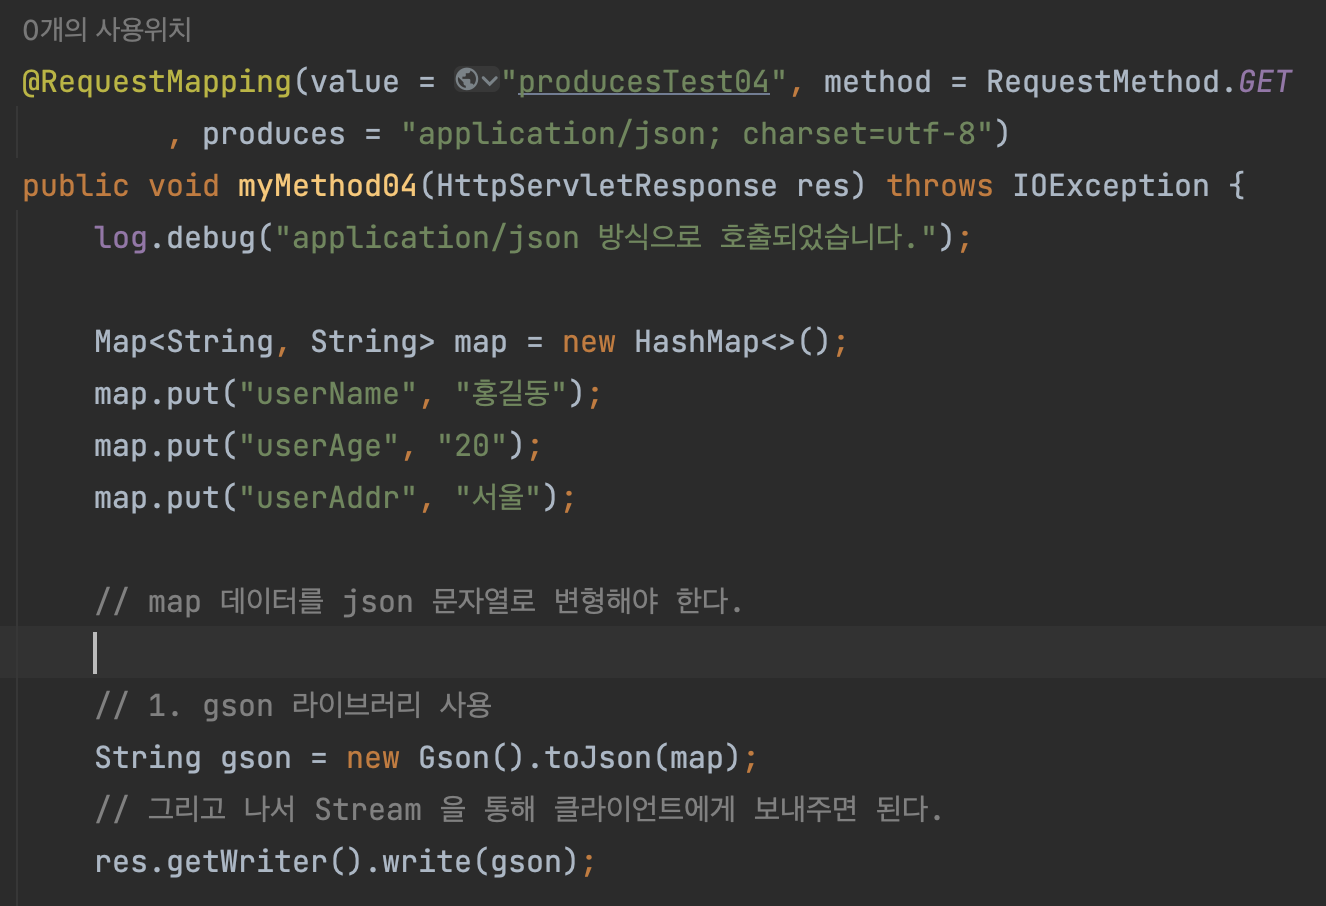 0개의 사용위치
@RequestMapping(value = "producesTest04", method = RequestMethod.GET
, produces = "application/json; charset=utf-8")
public void myMethod04(HttpServletResponse res) throws IOException {
log.debug("application/json 방식으로 호출되었습니다.");
Map<String, String> map = new HashMap<>();
map.put("userName", "홍길동");
map.put("userAge", "20");
map.put("userAddr", "서울");
// map 데이터를 json 문자열로 변형해야 한다.
// 1. gson 라이브러리 사용
String gson = new Gson().toJson(map);
// 그리고 나서 Stream 을 통해 클라이언트에게 보내주면 된다.
res.getWriter().write(gson);